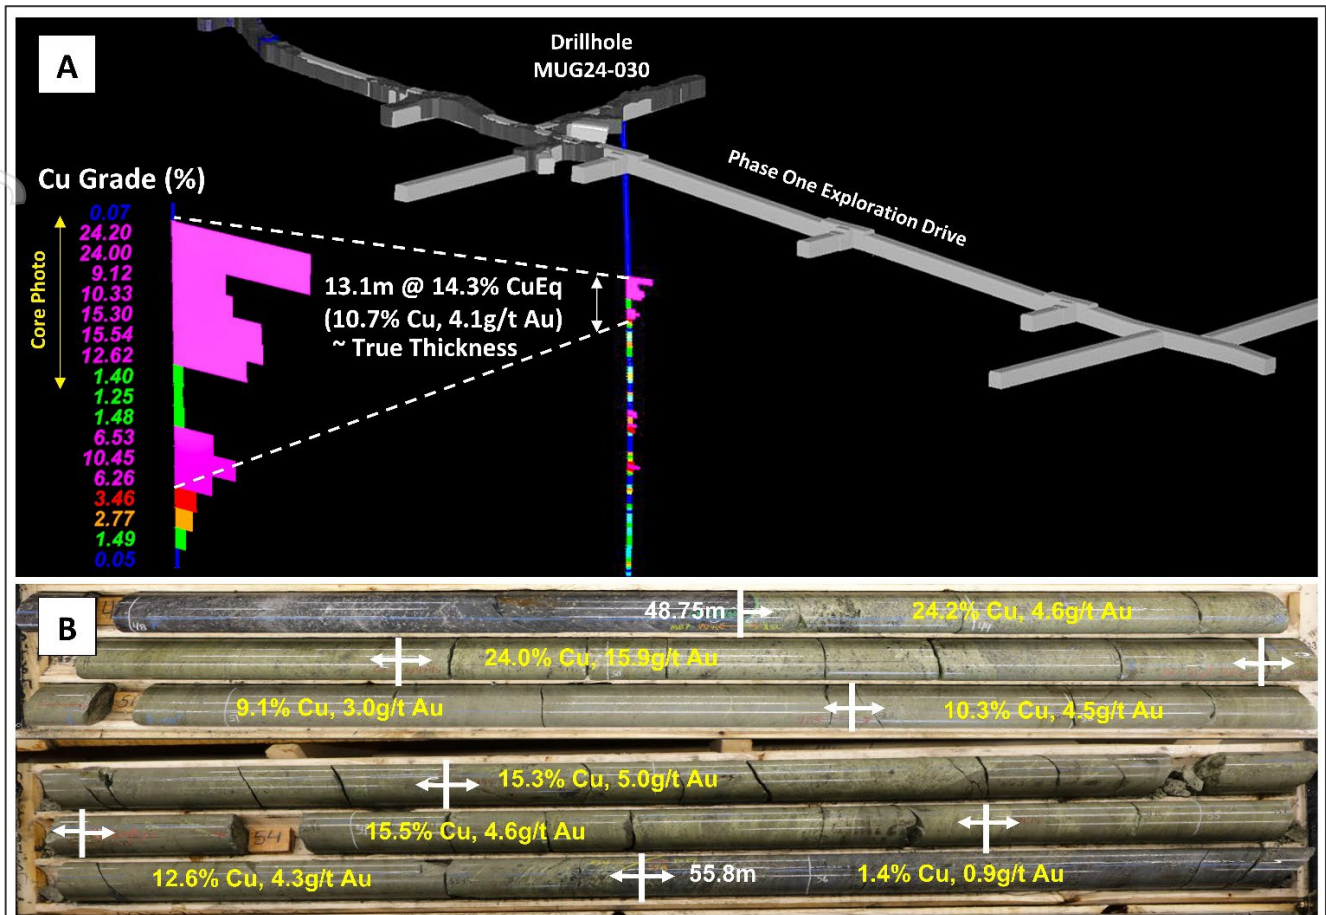 A
Drillhole
MUG24-030
Phase One Exploration Drive
Cu Grade (%)
Core Photo
0.07
24.20
24.00
9.12
10.33
15.30
15.54
12.62
1.40
1.25
1.48
6.53
10.45
6.26
3.46
2.77
1.49
0.05
13.1m @ 14.3% CuEq
(10.7% Cu, 4.1g/t Au)
~ True Thickness
B
48.75m
24.2% Cu, 4.6g/t Au
24.0% Cu, 15.9g/t Au
9.1% Cu, 3.0g/t Au
10.3% Cu, 4.5g/t Au
15.3% Cu, 5.0g/t Au
54
15.5% Cu, 4.6g/t Au
12.6% Cu, 4.3g/t Au
55.8m
1.4% Cu, 0.9g/t Au